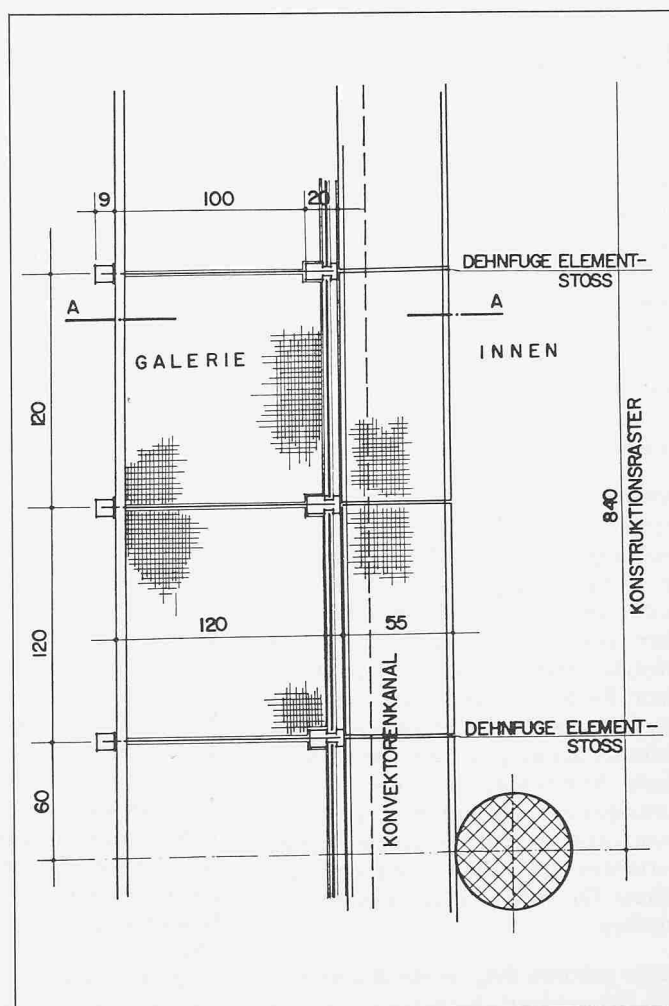 9
100
20
DEHNFUGE ELEMENT-
STOSS
A
A
GALERIE
INNEN
120
840
KONSTRUKTIONSRASTER
120
120
55
KONVEKTORENKANAL
DEHNFUGE ELEMENT-
STOSS
60